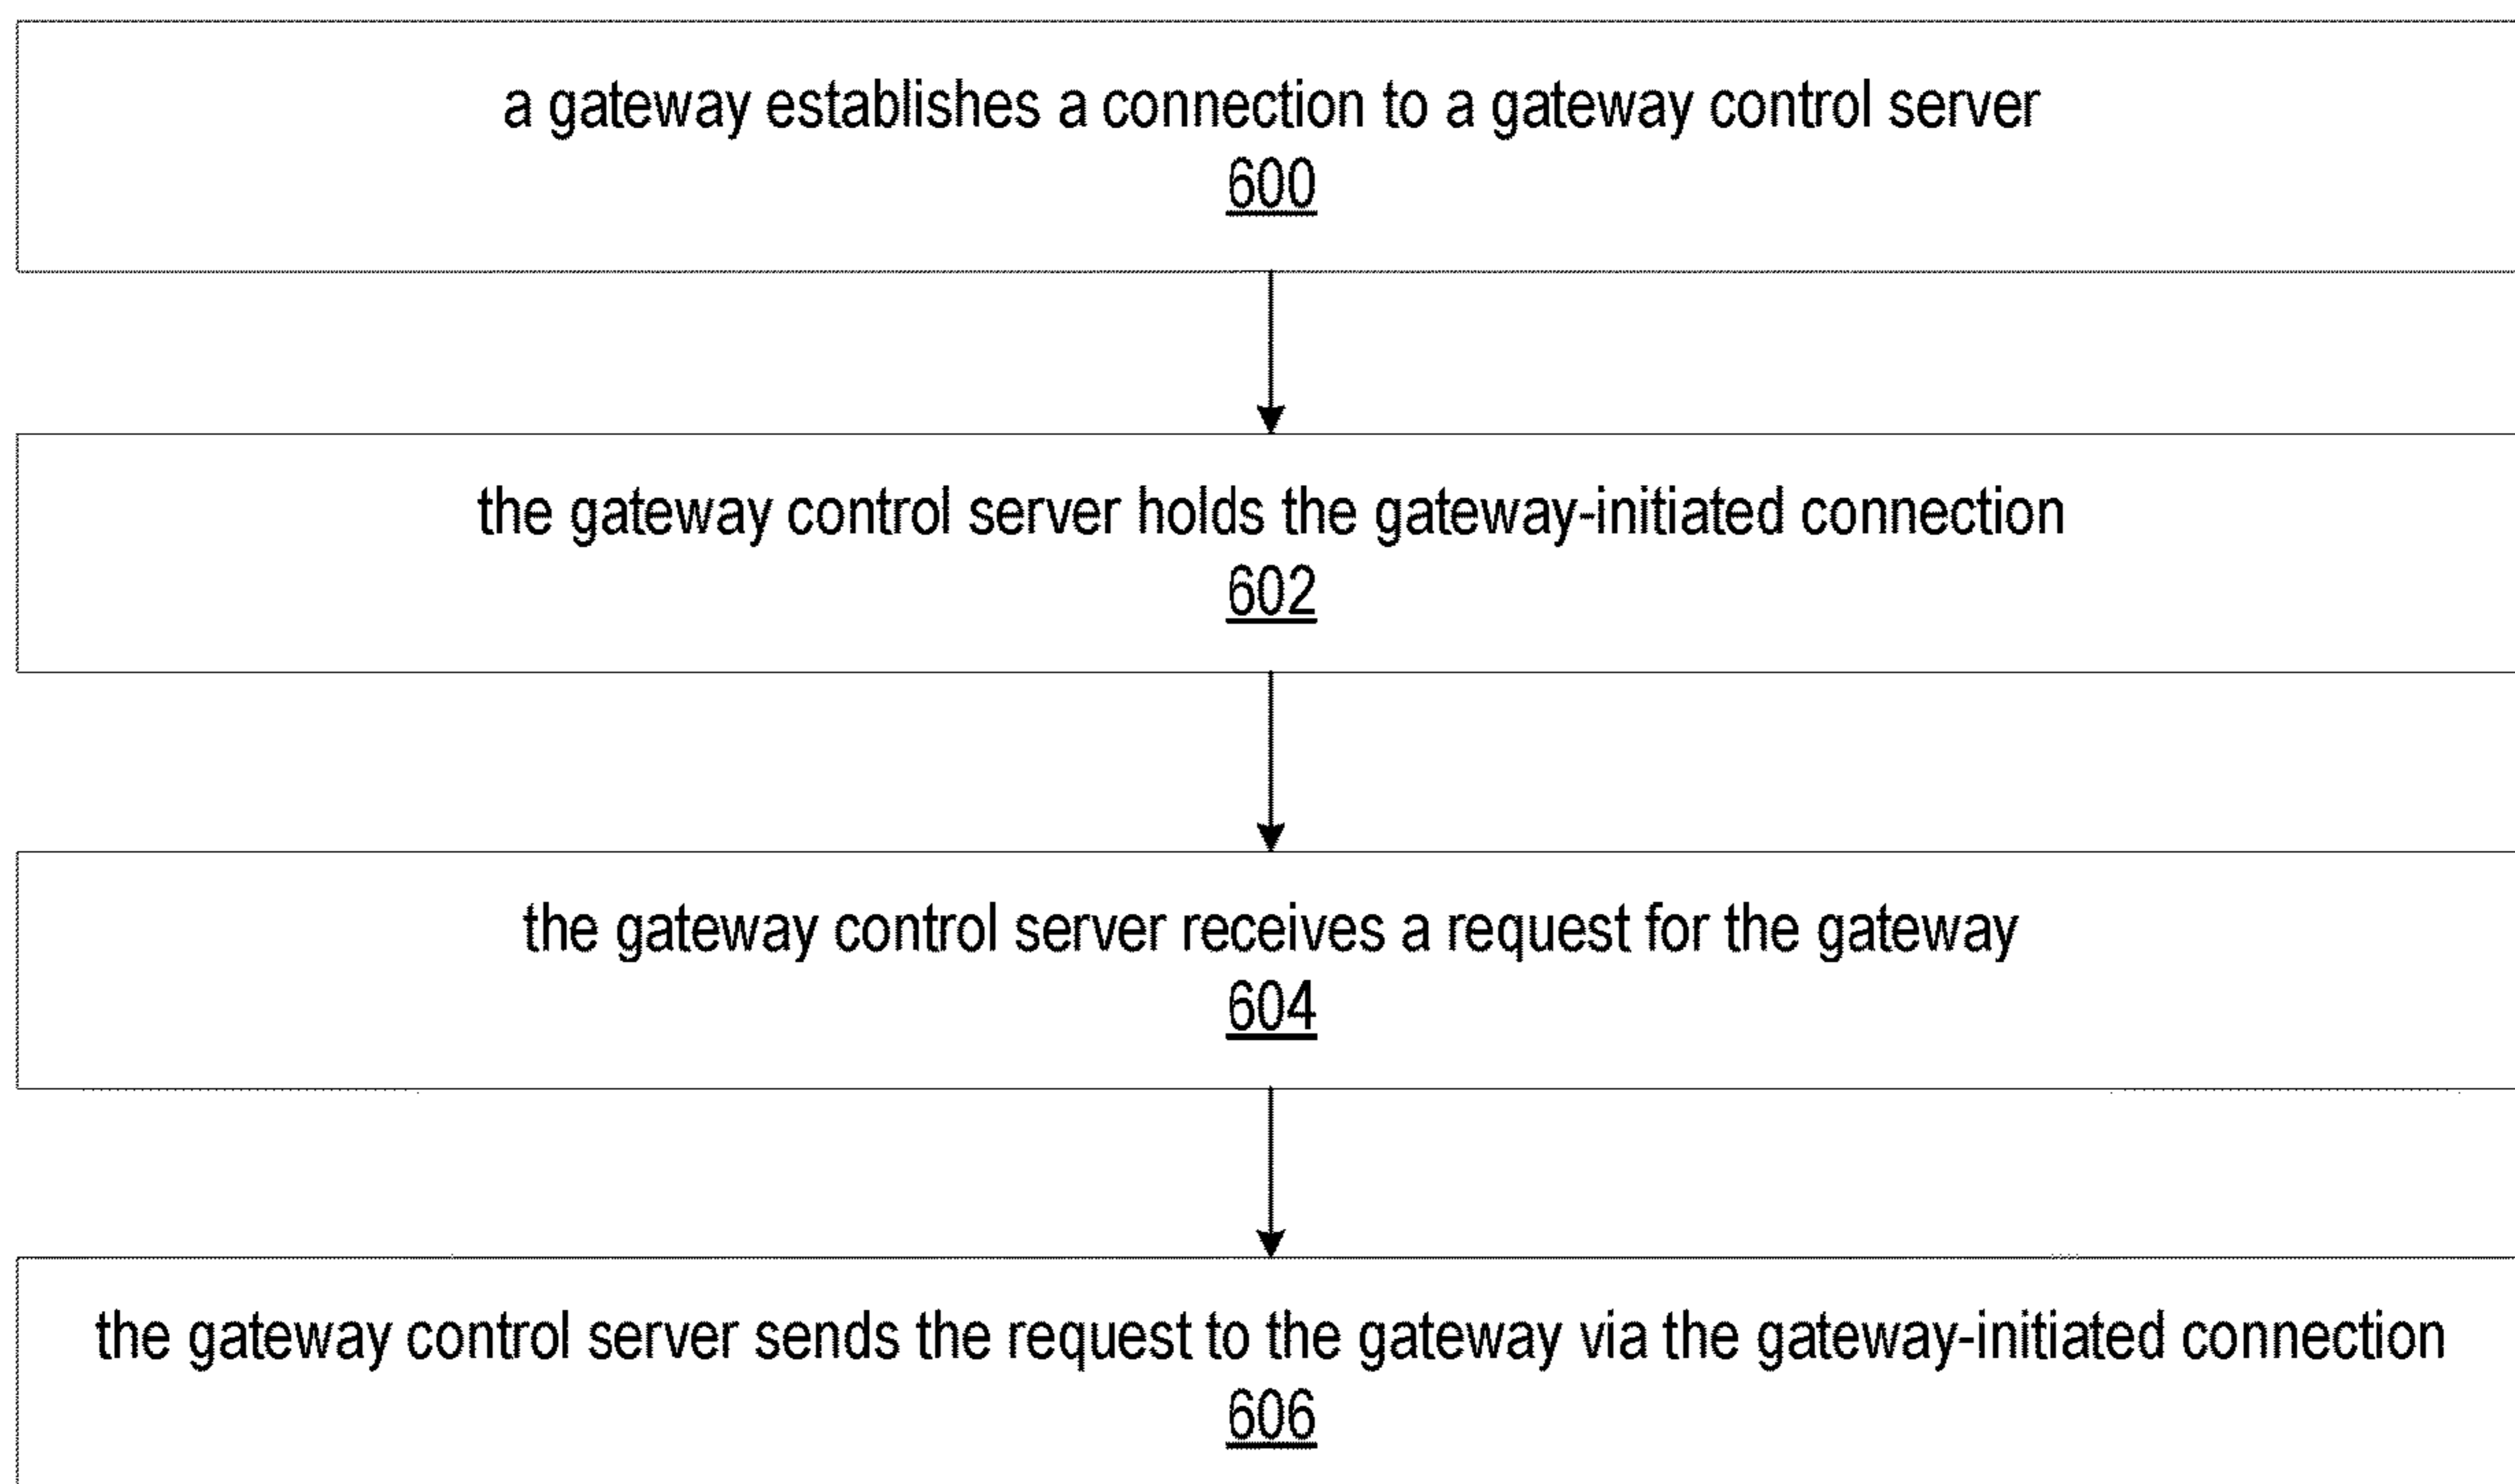 a gateway establishes a connection to a gateway control server
600
the gateway control server holds the gateway-initiated connection
602
the gateway control server receives a request for the gateway
604
the gateway control server sends the request to the gateway via the gateway-initiated connection
606